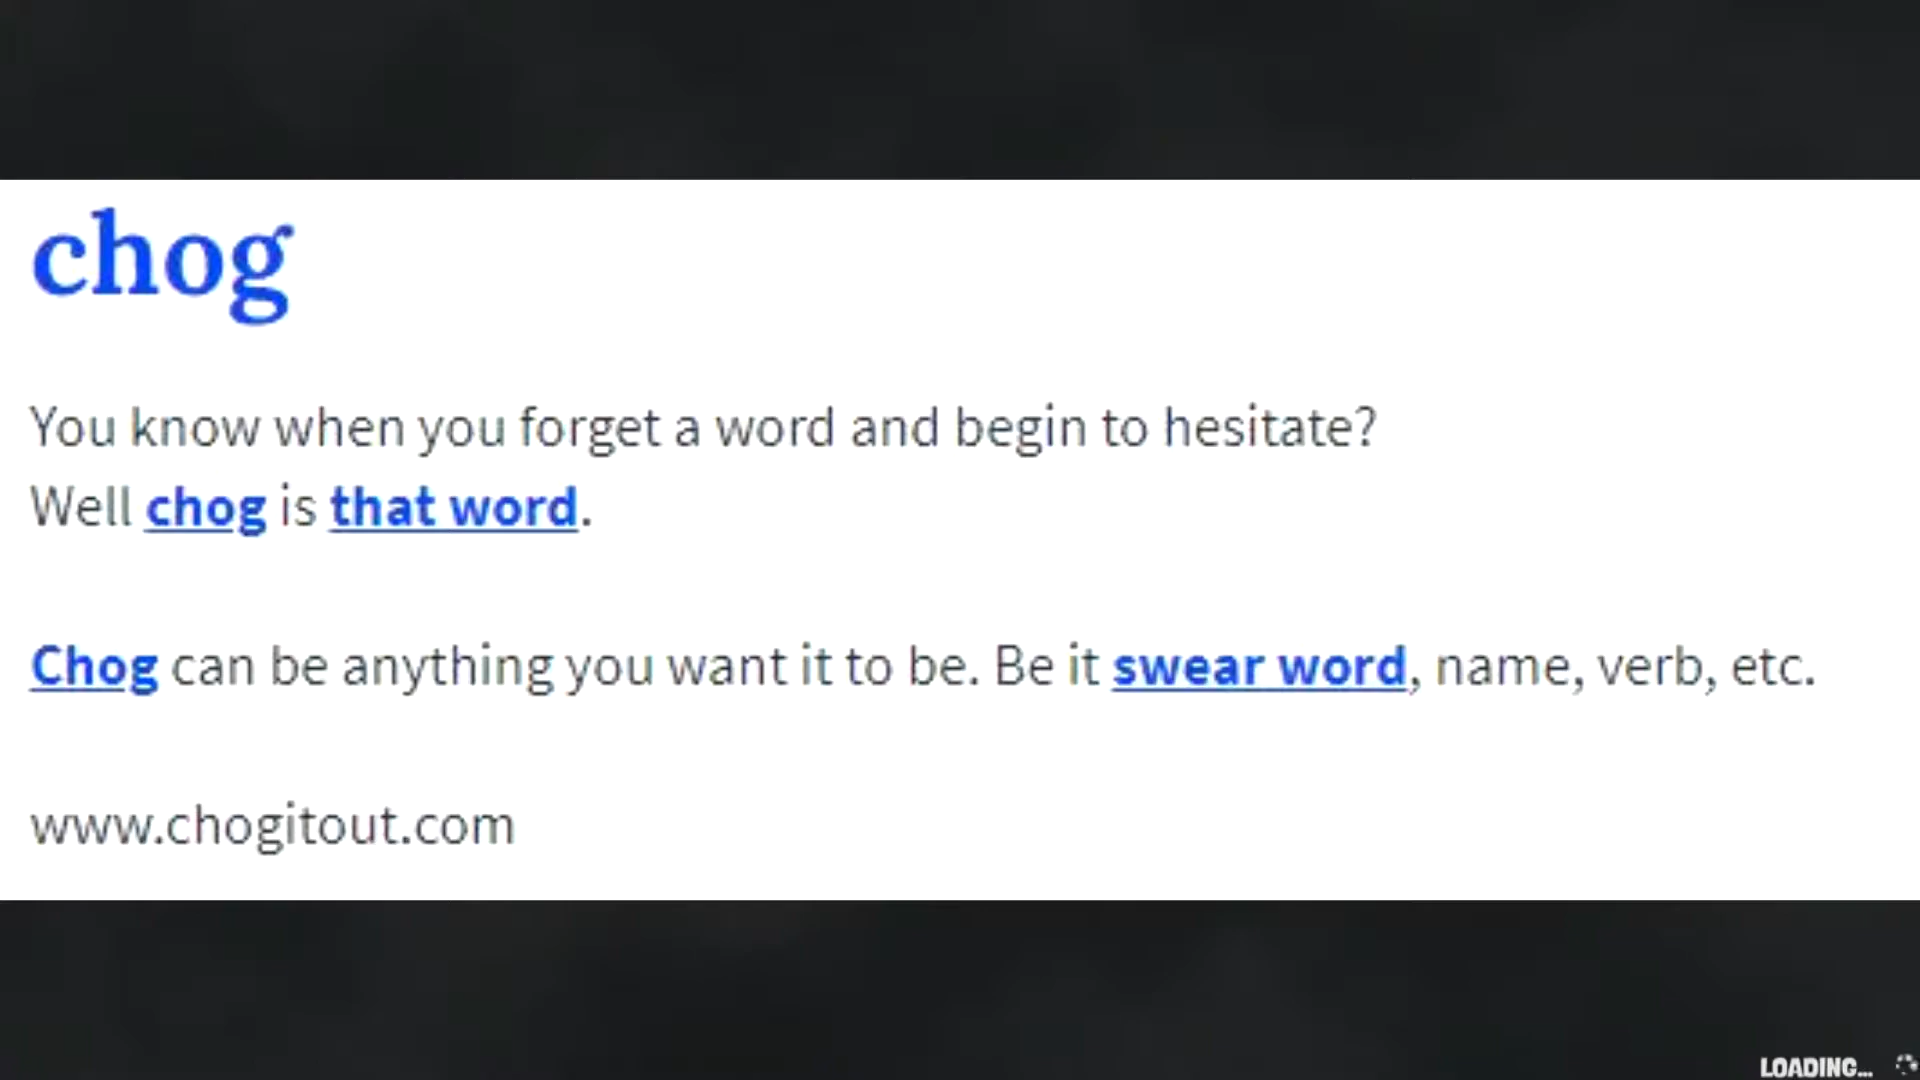 chog
You know when you forget a word and begin to hesitate?
Well chog is that word.
Chog can be anything you want it to be. Be it swear word, name, verb, etc.
www.chogitout.com
LOADING...